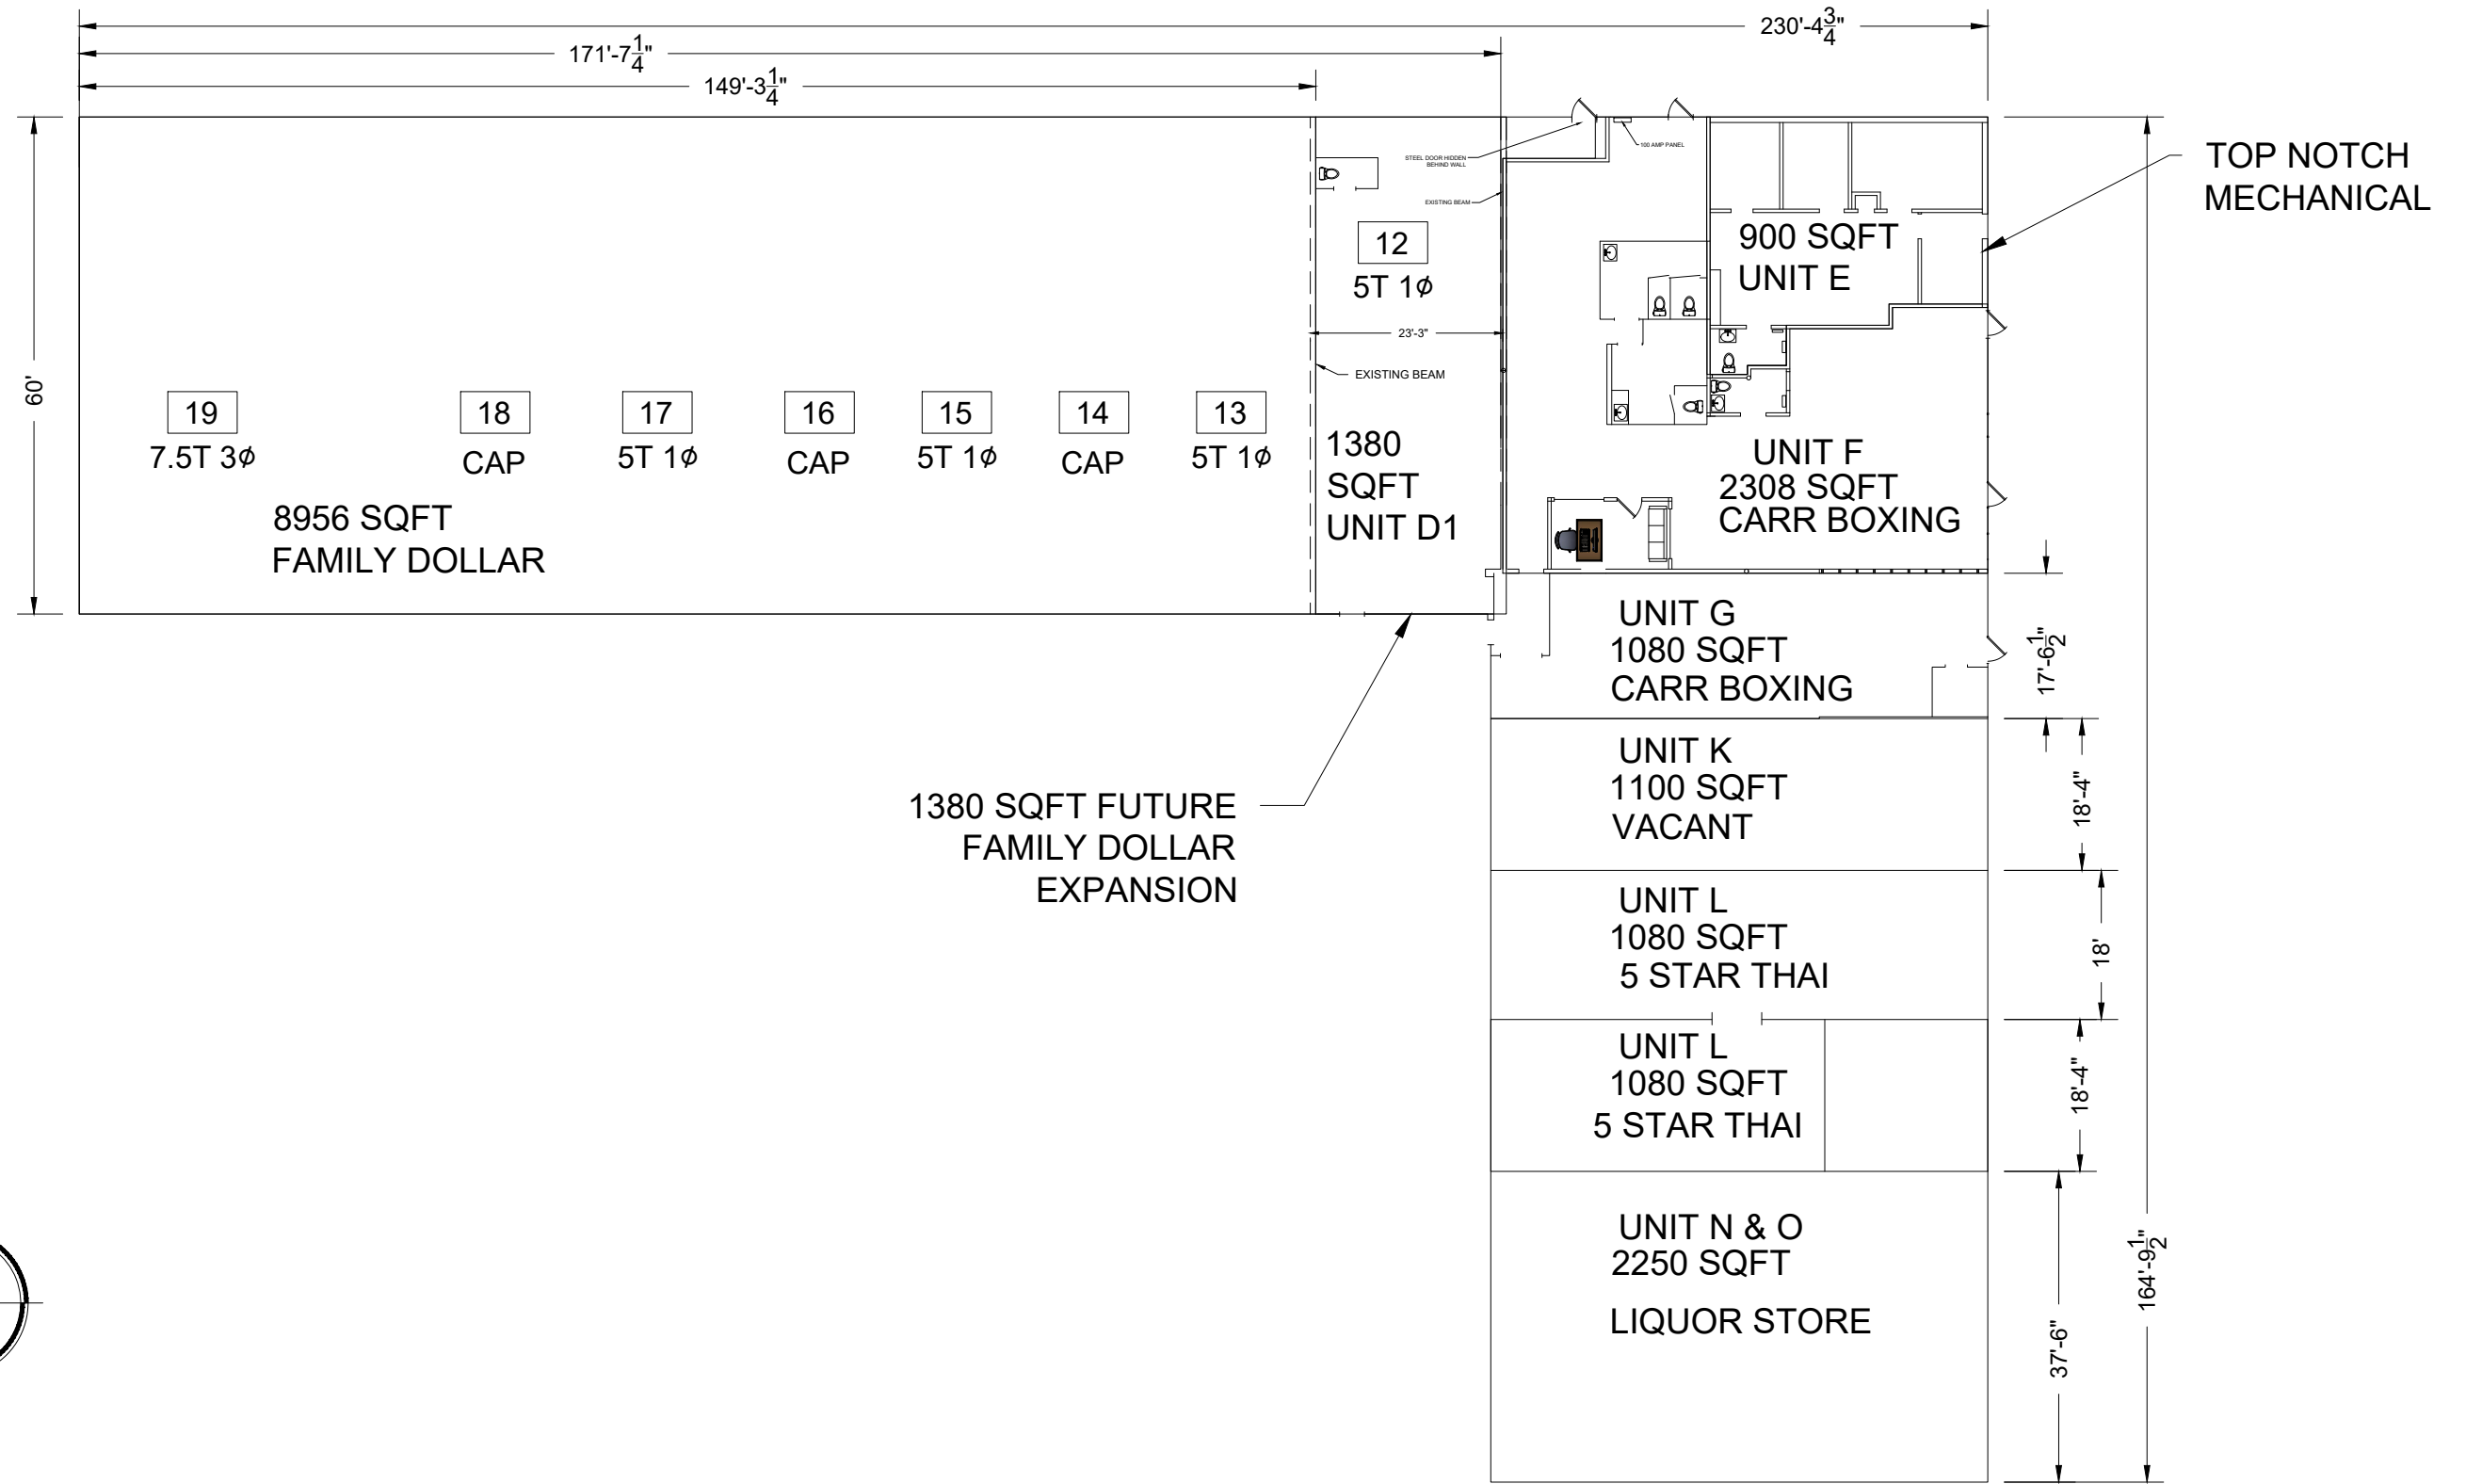 230'-4 3/4"
171'-7 1/4"
149'-3 1/4"
60'
STEEL DOOR HIDDEN
BEHIND WALL
100 AMP PANEL
EXISTING BEAM
TOP NOTCH
MECHANICAL
12
5T 1ϕ
900 SQFT
UNIT E
23'-3"
EXISTING BEAM
19
7.5T 3ϕ
18
CAP
17
5T 1ϕ
16
CAP
15
5T 1ϕ
14
CAP
13
5T 1ϕ
8956 SQFT
FAMILY DOLLAR
1380
SQFT
UNIT D1
UNIT F
2308 SQFT
CARR BOXING
UNIT G
1080 SQFT
CARR BOXING
17'-6 1/2"
1380 SQFT FUTURE
FAMILY DOLLAR
EXPANSION
UNIT K
1100 SQFT
VACANT
18'-4"
UNIT L
1080 SQFT
5 STAR THAI
18'
UNIT L
1080 SQFT
5 STAR THAI
18'-4"
UNIT N & O
2250 SQFT
LIQUOR STORE
37'-6"
164'-9 1/2"